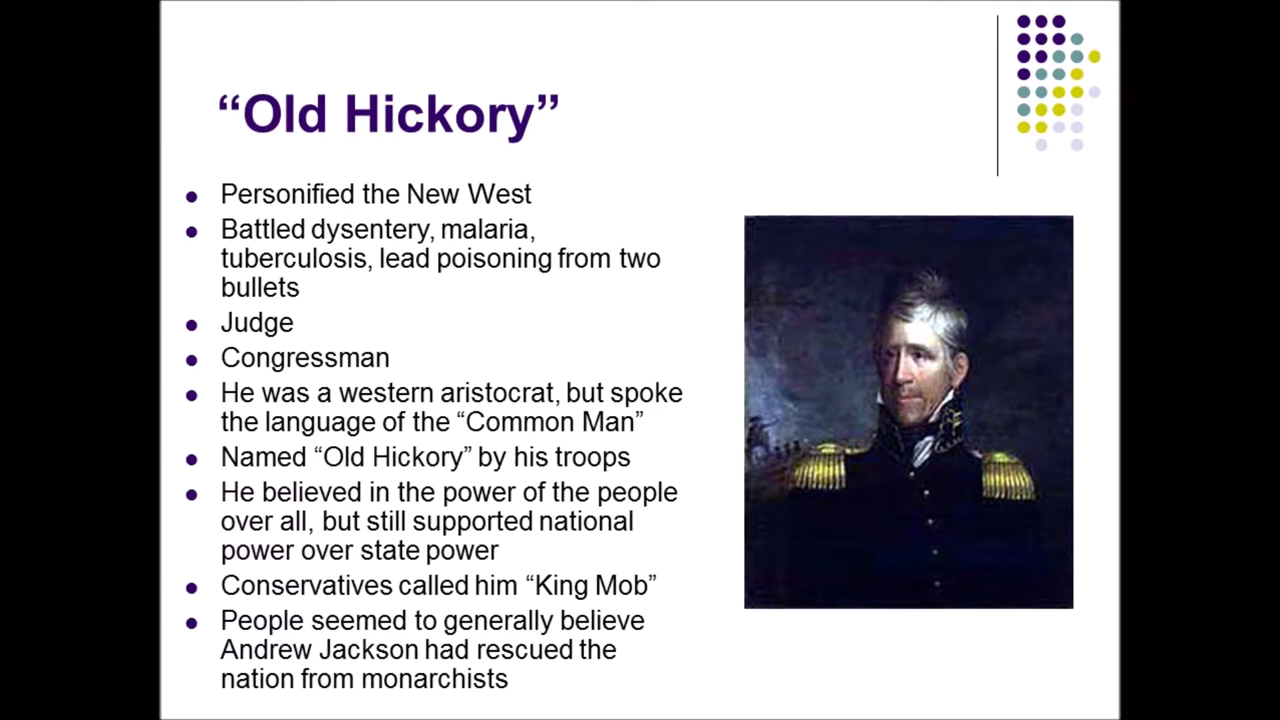 “Old Hickory”
Personified the New West
Battled dysentery, malaria,
tuberculosis, lead poisoning from two
bullets
Judge
Congressman
He was a western aristocrat, but spoke
the language of the “Common Man”
Named “Old Hickory” by his troops
He believed in the power of the people
over all, but still supported national
power over state power
Conservatives called him “King Mob”
People seemed to generally believe
Andrew Jackson had rescued the
nation from monarchists